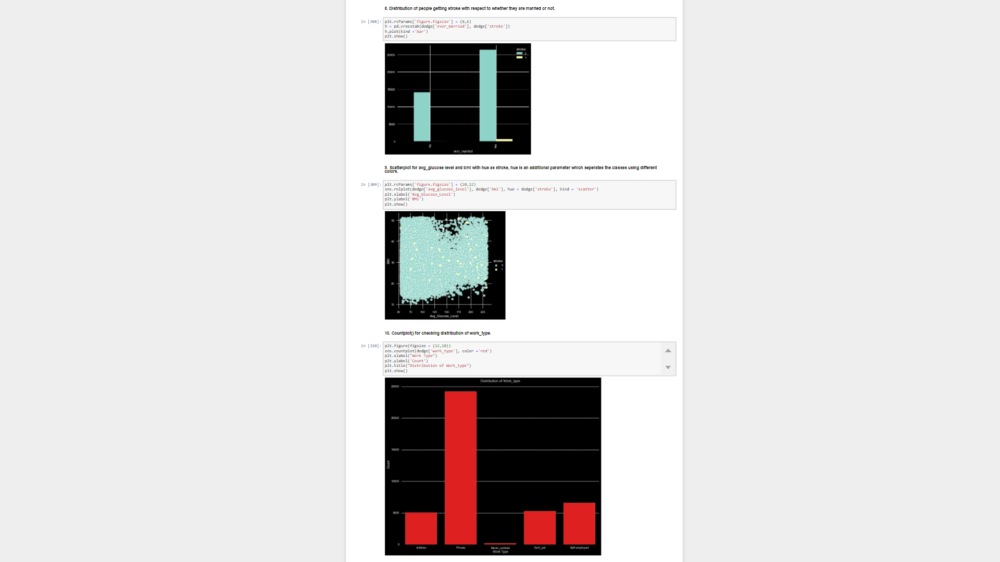 8. Distribution of people getting stroke with respect to whether they are married or not.
In [308]:
plt.rcParams['figure.figsize'] = (8,6)
h = pd.crosstab(dodge['ever_married'], dodge['stroke'])
h.plot(kind ='bar')
plt.show()
stroke
0
1
25000
20000
15000
10000
5000
0
No
Yes
ever_married
9. Scatterplot for avg_glucose level and bmi with hue as stroke, hue is an additional parameter which seperates the classes using different
colors.
In [309]:
plt.rcParams['figure.figsize'] = (20,12)
sns.relplot(dodge['avg_glucose_level'], dodge['bmi'], hue = dodge['stroke'], kind = 'scatter')
plt.xlabel('Avg_Glucose_Level')
plt.ylabel('BMI')
plt.show()
50
40
30
20
10
BMI
stroke
0
1
50 75 100 125 150 175 200 225
Avg_Glucose_Level
10. Countplot() for checking distribution of work_type.
In [310]:
plt.figure(figsize = (12,10))
sns.countplot(dodge['work_type'], color ='red')
plt.xlabel("Work Type")
plt.ylabel('Count')
plt.title("Distribution of Work_type")
plt.show()
Distribution of Work_type
25000
20000
15000
10000
5000
0
Count
children Private Never_worked Govt_job Self-employed
Work Type